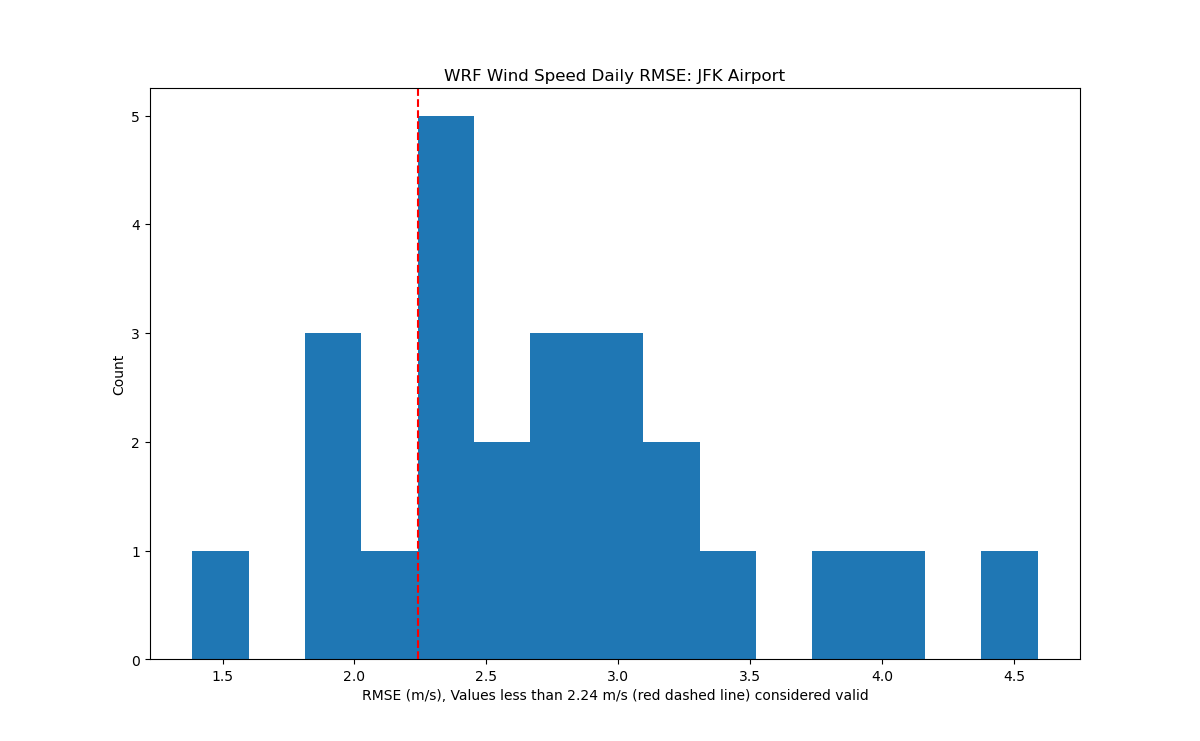 WRF Wind Speed Daily RMSE: JFK Airport
5
4
3
2
1
0
Count
1.5 2.0 2.5 3.0 3.5 4.0 4.5
RMSE (m/s), Values less than 2.24 m/s (red dashed line) considered valid